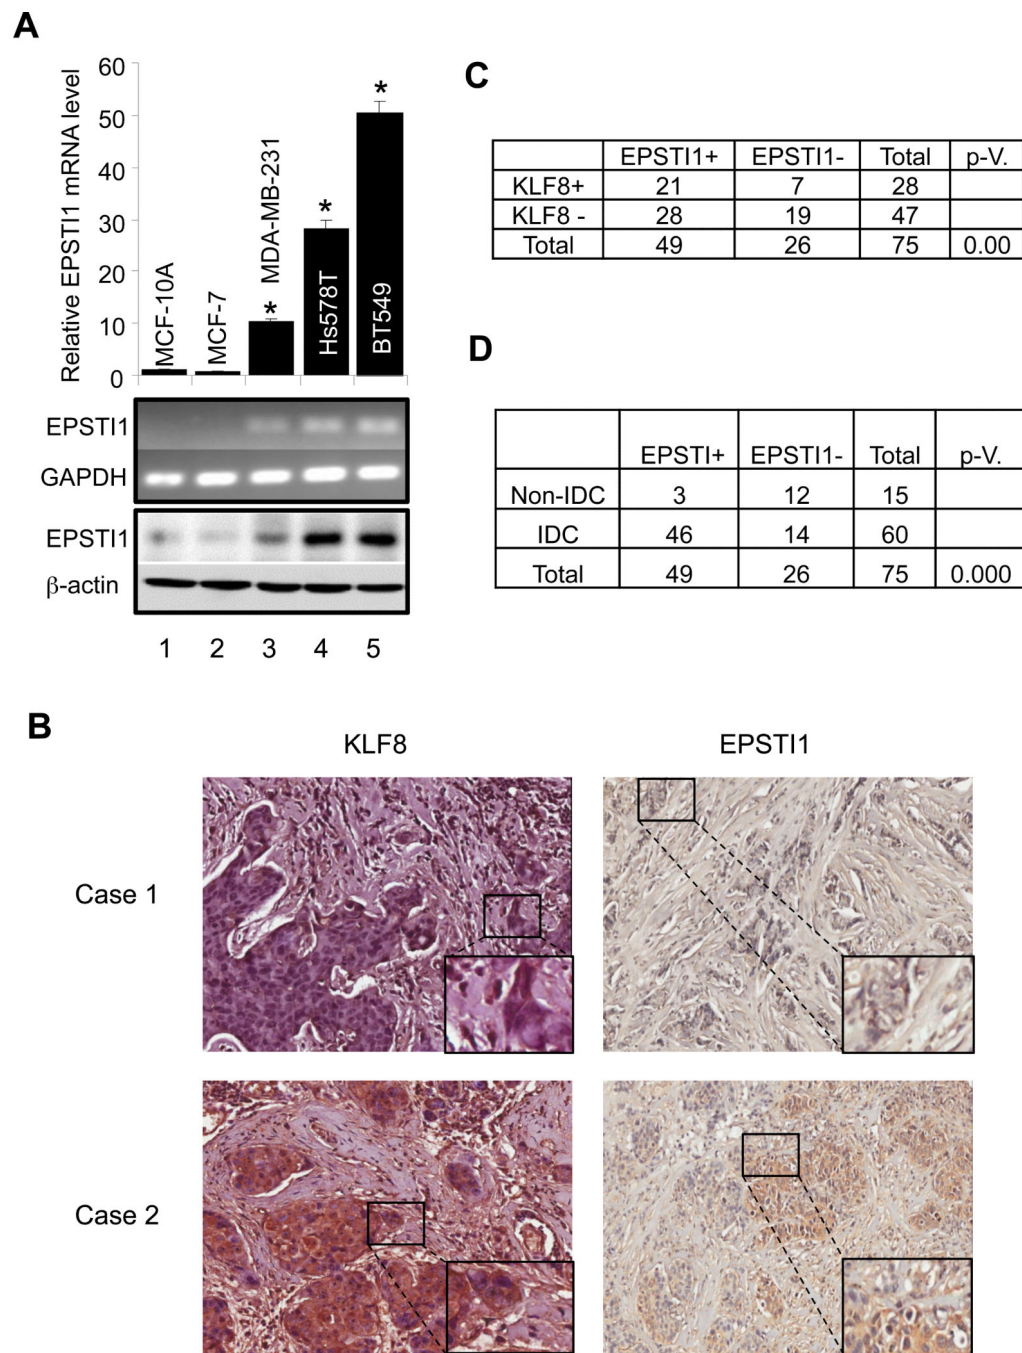 A
Relative EPSTI1 mRNA level
60
50
40
30
20
10
0
MCF-10A
MCF-7
MDA-MB-231
Hs578T
BT549
*
*
*
EPSTI1
GAPDH
EPSTI1
β-actin
1 2 3 4 5
C
EPSTI1+ EPSTI1- Total p-V.
KLF8+ 21 7 28
KLF8 - 28 19 47
Total 49 26 75 0.00
D
EPSTI+ EPSTI1- Total p-V.
Non-IDC 3 12 15
IDC 46 14 60
Total 49 26 75 0.000
B
KLF8 EPSTI1
Case 1
Case 2